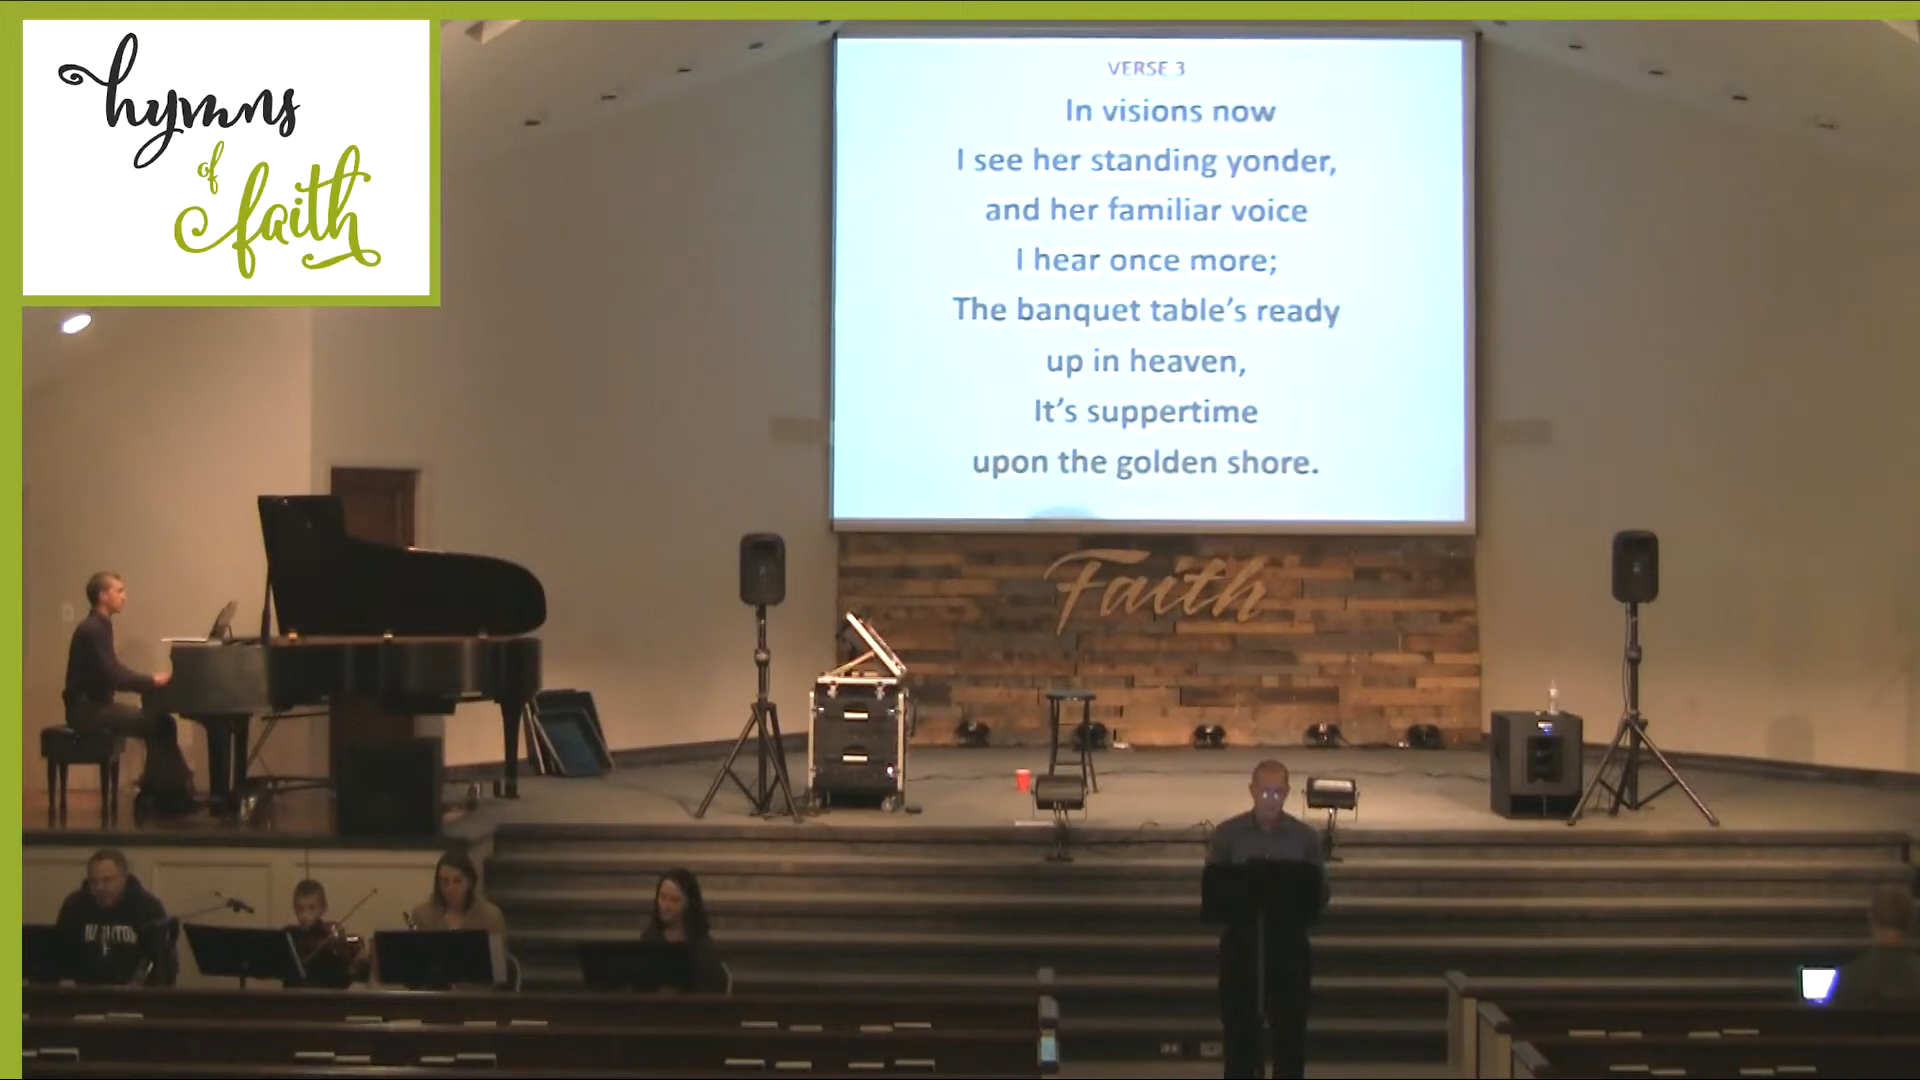 hymns
of
faith
VERSE 3
In visions now
I see her standing yonder,
and her familiar voice
I hear once more;
The banquet table's ready
up in heaven,
It's suppertime
upon the golden shore.
Faith